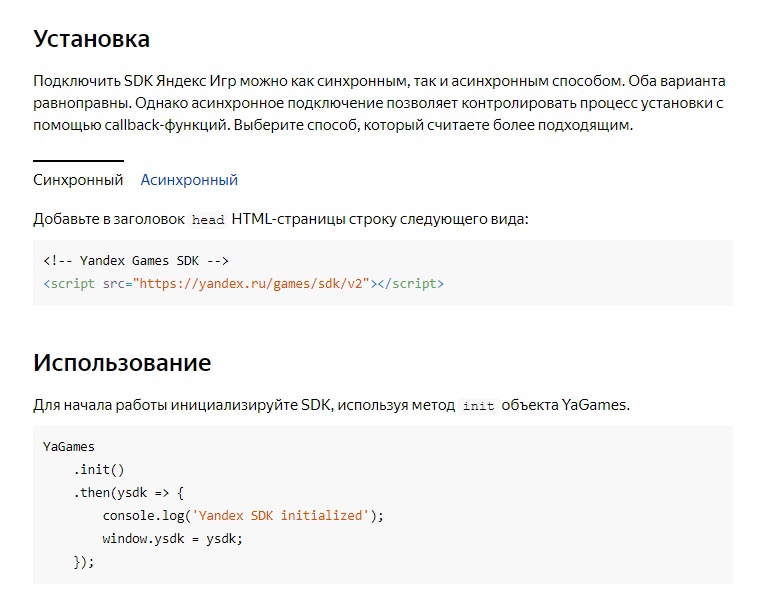 Установка
Подключить SDK Яндекс Игр можно как синхронным, так и асинхронным способом. Оба варианта
равноправны. Однако асинхронное подключение позволяет контролировать процесс установки с
помощью callback-функций. Выберите способ, который считаете более подходящим.
Синхронный Асинхронный
Добавьте в заголовок head HTML-страницы строку следующего вида:
<!-- Yandex Games SDK -->
<script src="https://yandex.ru/games/sdk/v2"></script>
Использование
Для начала работы инициализируйте SDK, используя метод init объекта YaGames.
YaGames
    .init()
    .then(ysdk => {
        console.log('Yandex SDK initialized');
        window.ysdk = ysdk;
    });